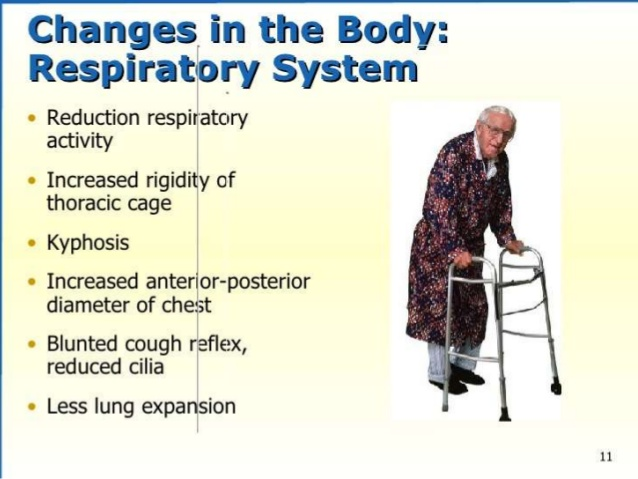 Changes in the Body:
Respiratory System
• Reduction respiratory
activity
• Increased rigidity of
thoracic cage
• Kyphosis
• Increased anterior-posterior
diameter of chest
• Blunted cough reflex,
reduced cilia
• Less lung expansion
11